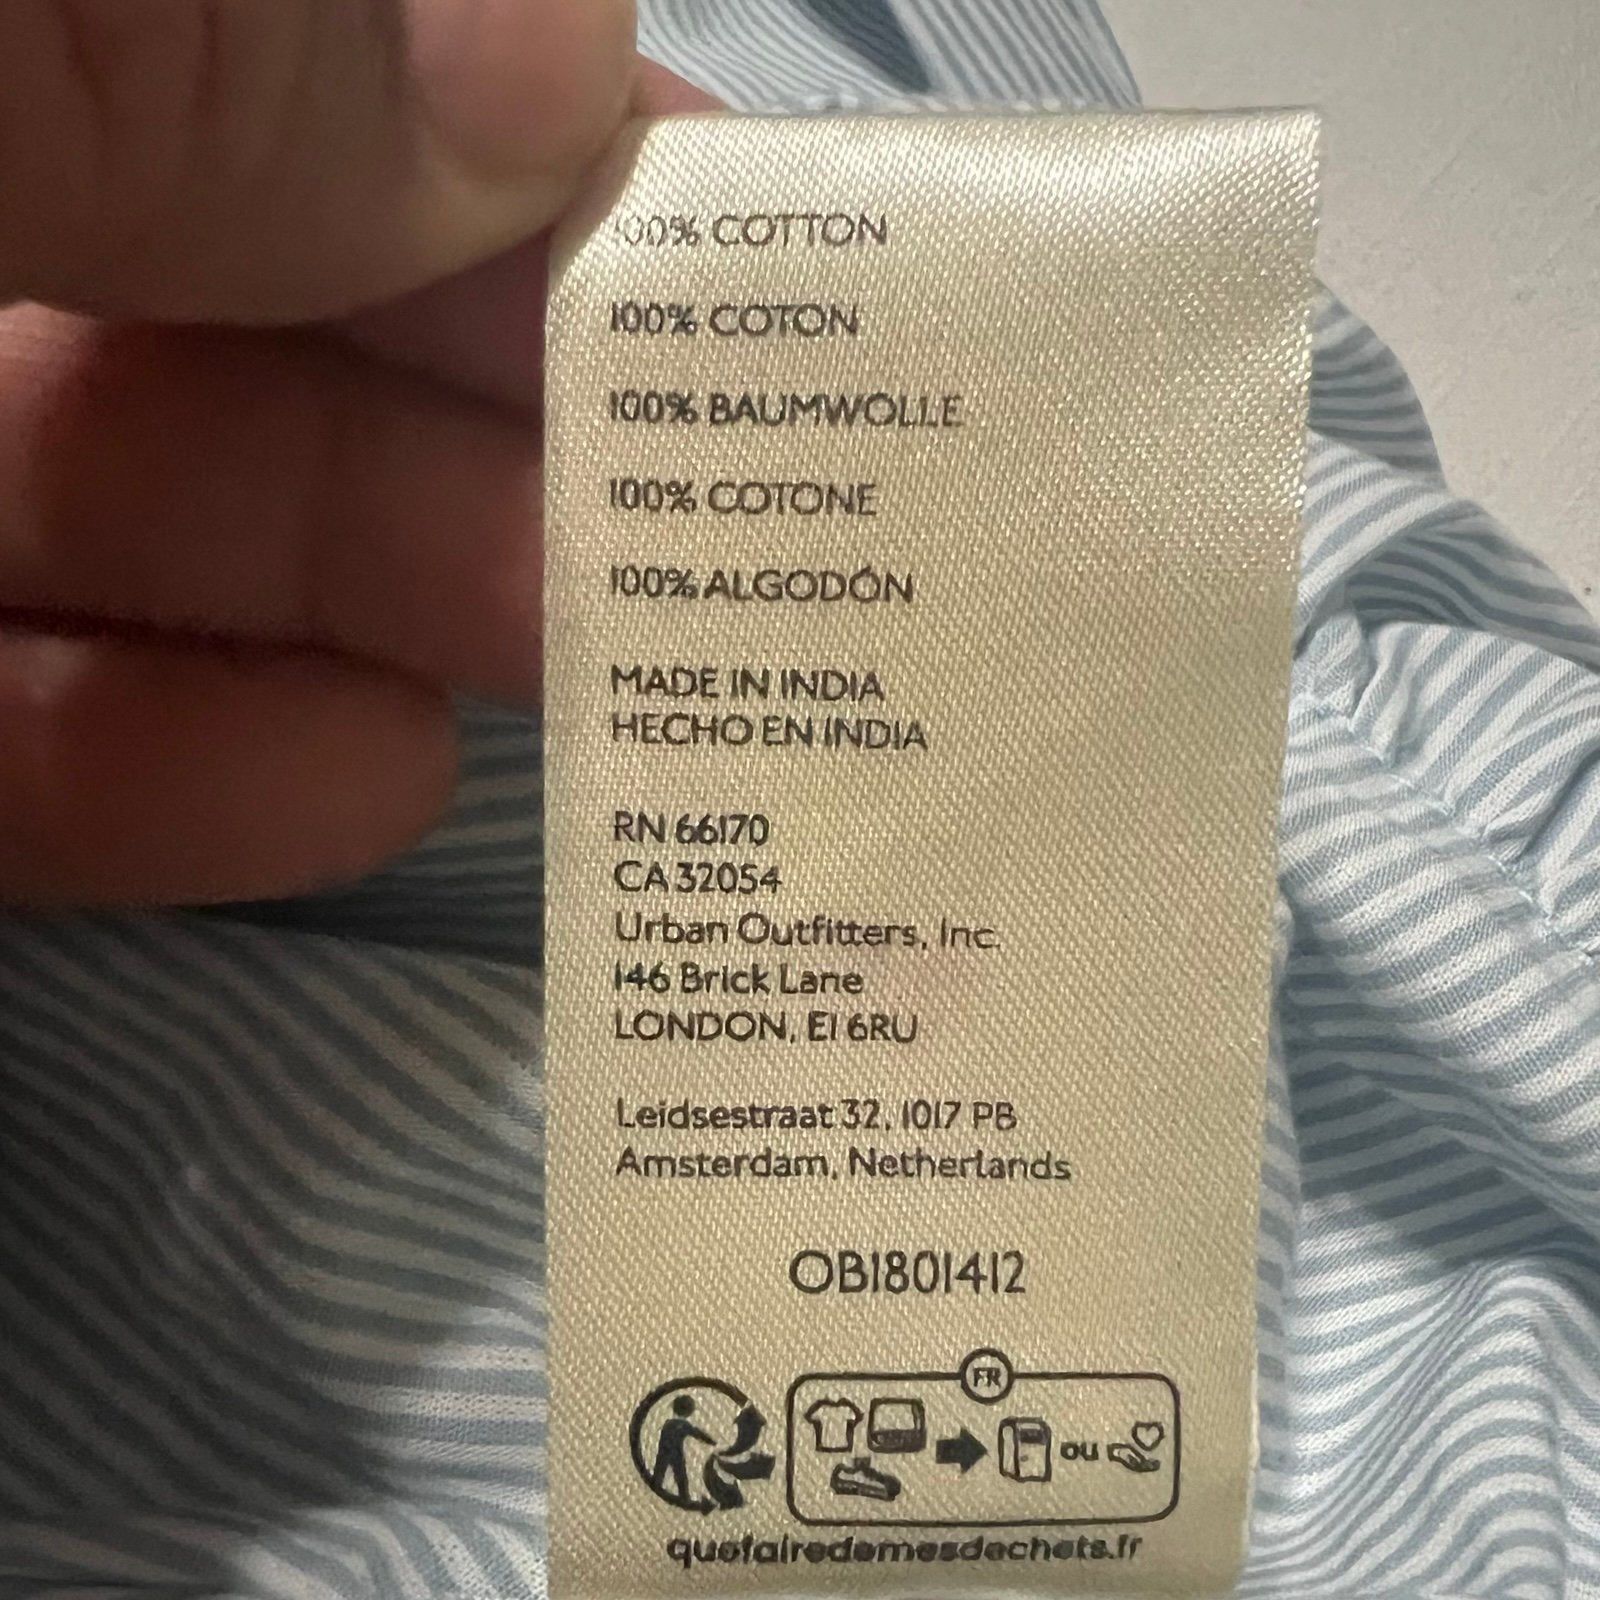 100% COTTON
100% COTON
100% BAUMWOLLE
100% COTONE
100% ALGODÓN
MADE IN INDIA
HECHO EN INDIA
RN 66170
CA 32054
Urban Outfitters, Inc.
146 Brick Lane
LONDON, E1 6RU
Leidsestraat 32, 1017 PB
Amsterdam, Netherlands
OB1801412
FR
ou
quefairedemesdechets.fr